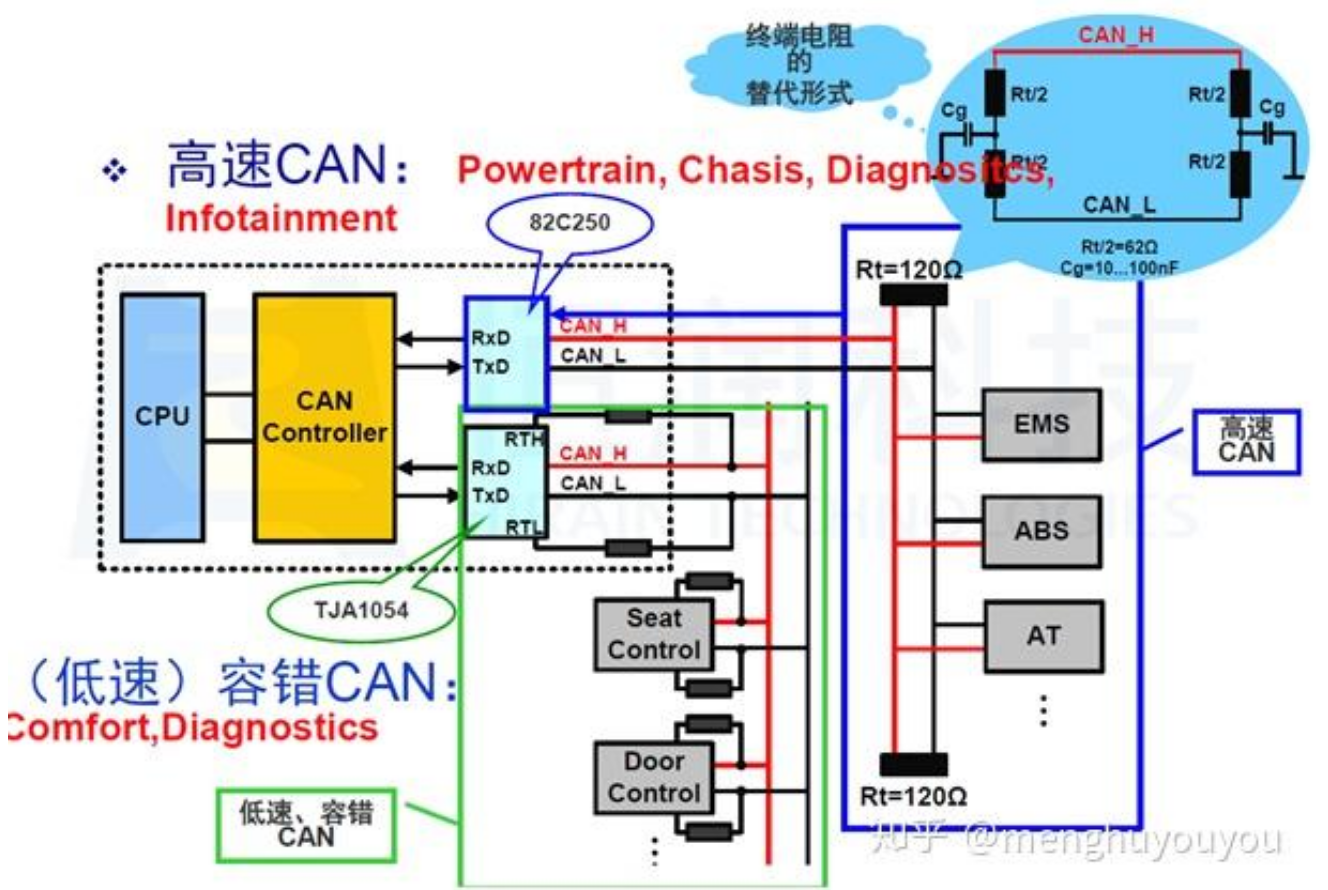 终端电阻
的
替代形式
CAN_H
Rt/2
Rt/2
Cg
Cg
Rt/2
Rt/2
CAN_L
Rt/2=62Ω
Cg=10...100nF
❖ 高速CAN： Powertrain, Chasis, Diagnositcs,
Infotainment
82C250
Rt=120Ω
CPU
CAN
Controller
RxD
TxD
CAN_H
CAN_L
RTH
RxD
TxD
RTL
CAN_H
CAN_L
EMS
ABS
AT
⋮
高速
CAN
TJA1054
Seat
Control
（低速）容错CAN：
Comfort,Diagnostics
Door
Control
⋮
低速、容错
CAN
Rt=120Ω
知乎 @menghuyouyou
科技
TECHNOLOGIES